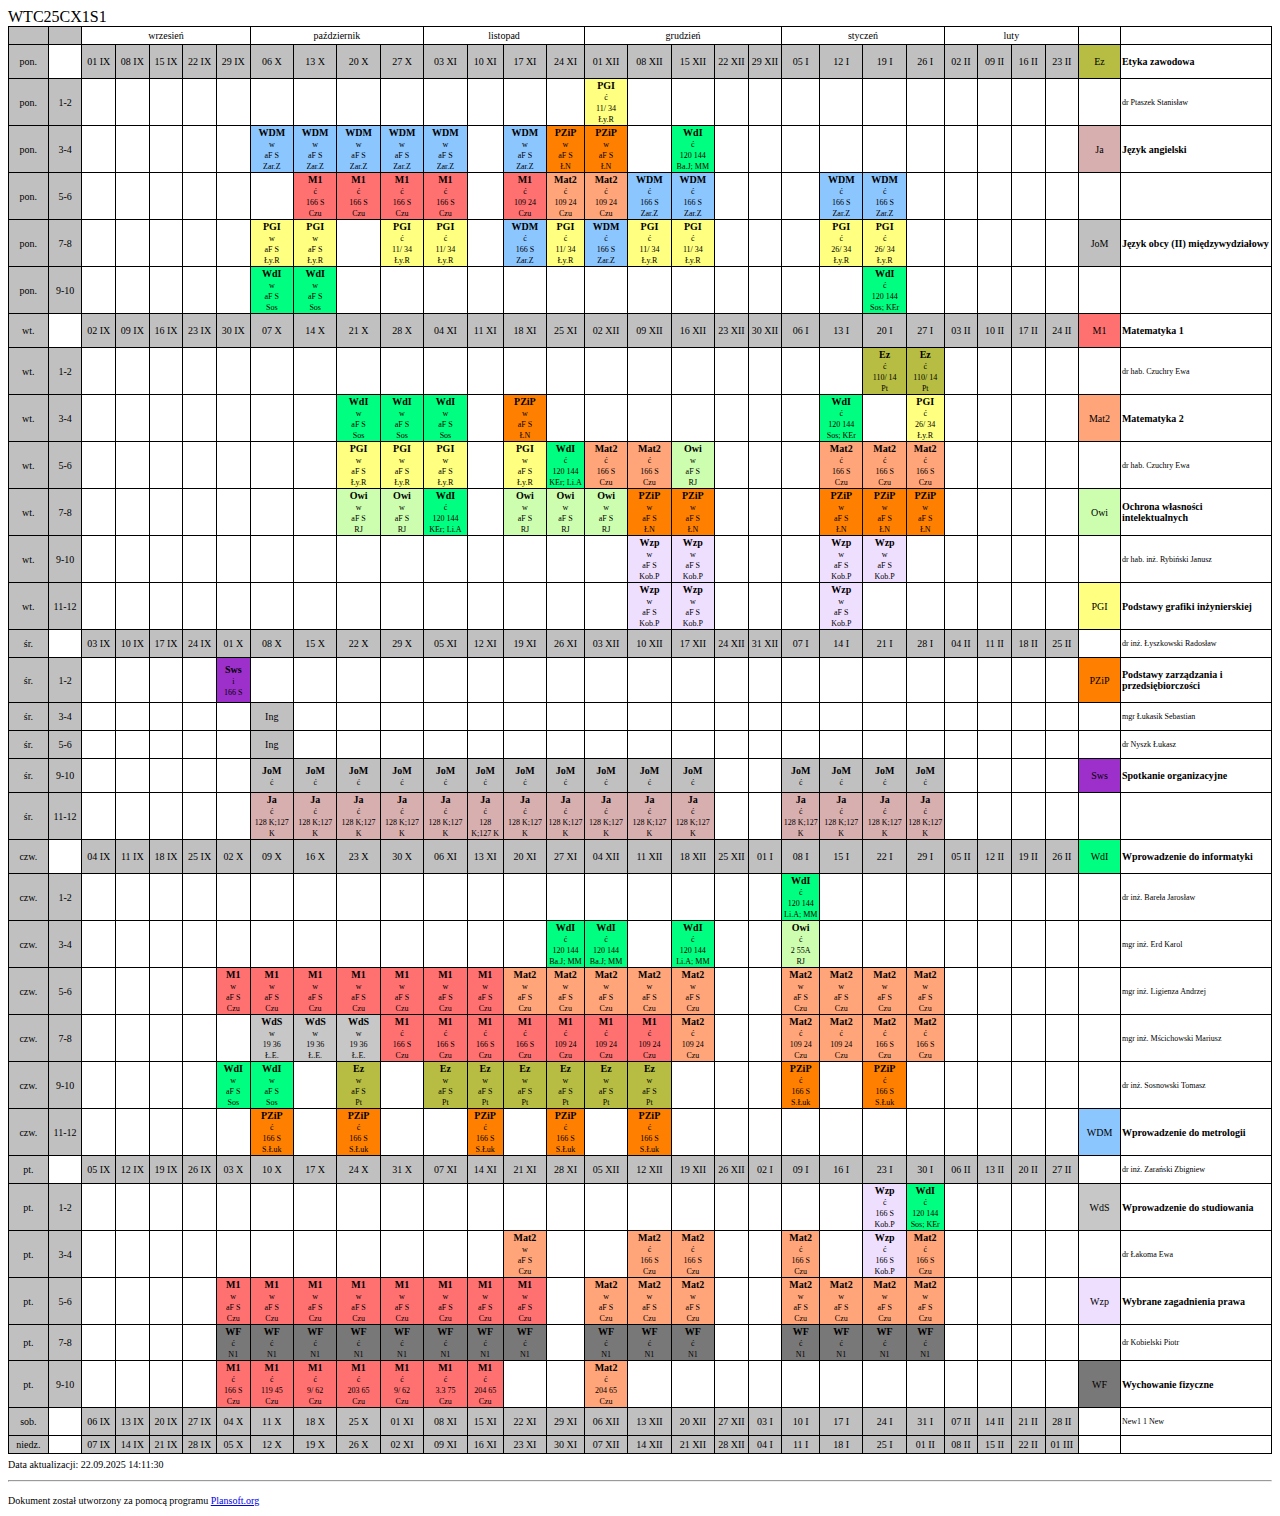 WTC25CX1S1
wrzesień październik listopad grudzień styczeń luty
pon. 01 IX 08 IX 15 IX 22 IX 29 IX 06 X 13 X 20 X 27 X 03 XI 10 XI 17 XI 24 XI 01 XII 08 XII 15 XII 22 XII 29 XII 05 I 12 I 19 I 26 I 02 II 09 II 16 II 23 II Ez Etyka zawodowa
pon. 1-2 PGI dr Ptaszek Stanisław
ć
11/ 34
Ły.R
pon. 3-4 WDM WDM WDM WDM WDM WDM PZiP PZiP WdI Ja Język angielski
w w w w w w w w ć
aF S aF S aF S aF S aF S aF S aF S aF S 120 144
Zar.Z Zar.Z Zar.Z Zar.Z Zar.Z Zar.Z ŁN ŁN Ba.J; MM
pon. 5-6 M1 M1 M1 M1 M1 Mat2 Mat2 WDM WDM WDM WDM
ć ć ć ć ć ć ć ć ć ć ć
166 S 166 S 166 S 166 S 109 24 109 24 109 24 166 S 166 S 166 S 166 S
Czu Czu Czu Czu Czu Czu Czu Zar.Z Zar.Z Zar.Z Zar.Z
pon. 7-8 PGI PGI PGI PGI WDM PGI WDM PGI PGI PGI PGI JoM Język obcy (II) międzywydziałowy
w w ć ć ć ć ć ć ć ć ć
aF S aF S 11/ 34 11/ 34 166 S 11/ 34 166 S 11/ 34 11/ 34 26/ 34 26/ 34
Ły.R Ły.R Ły.R Ły.R Zar.Z Ły.R Zar.Z Ły.R Ły.R Ły.R Ły.R
pon. 9-10 WdI WdI WdI
w w ć
aF S aF S 120 144
Sos Sos Sos; KEr
wt. 02 IX 09 IX 16 IX 23 IX 30 IX 07 X 14 X 21 X 28 X 04 XI 11 XI 18 XI 25 XI 02 XII 09 XII 16 XII 23 XII 30 XII 06 I 13 I 20 I 27 I 03 II 10 II 17 II 24 II M1 Matematyka 1
wt. 1-2 Ez Ez dr hab. Czuchry Ewa
ć ć
110/ 14 110/ 14
Pt Pt
wt. 3-4 WdI WdI WdI PZiP WdI PGI Mat2 Matematyka 2
w w w w ć ć
aF S aF S aF S aF S 120 144 26/ 34
Sos Sos Sos ŁN Sos; KEr Ły.R
wt. 5-6 PGI PGI PGI PGI WdI Mat2 Mat2 Owi Mat2 Mat2 Mat2 dr hab. Czuchry Ewa
w w w w ć ć ć w ć ć ć
aF S aF S aF S aF S 120 144 166 S 166 S aF S 166 S 166 S 166 S
Ły.R Ły.R Ły.R Ły.R KEr; Li.A Czu Czu RJ Czu Czu Czu
wt. 7-8 Owi Owi WdI Owi Owi Owi PZiP PZiP PZiP PZiP PZiP Owi Ochrona własności intelektualnych
w w ć w w w w w w w w
aF S aF S 120 144 aF S aF S aF S aF S aF S aF S aF S aF S
RJ RJ KEr; Li.A RJ RJ RJ ŁN ŁN ŁN ŁN ŁN
wt. 9-10 Wzp Wzp Wzp Wzp dr hab. inż. Rybiński Janusz
w w w w
aF S aF S aF S aF S
Kob.P Kob.P Kob.P Kob.P
wt. 11-12 Wzp Wzp Wzp PGI Podstawy grafiki inżynierskiej
w w w
aF S aF S aF S
Kob.P Kob.P Kob.P
śr. 03 IX 10 IX 17 IX 24 IX 01 X 08 X 15 X 22 X 29 X 05 XI 12 XI 19 XI 26 XI 03 XII 10 XII 17 XII 24 XII 31 XII 07 I 14 I 21 I 28 I 04 II 11 II 18 II 25 II dr inż. Łyszkowski Radosław
śr. 1-2 Sws PZiP Podstawy zarządzania i przedsiębiorczości
i
166 S
śr. 3-4 Ing mgr Łukasik Sebastian
śr. 5-6 Ing dr Nyszk Łukasz
śr. 9-10 JoM JoM JoM JoM JoM JoM JoM JoM JoM JoM JoM JoM JoM JoM JoM Sws Spotkanie organizacyjne
ć ć ć ć ć ć ć ć ć ć ć ć ć ć ć
śr. 11-12 Ja Ja Ja Ja Ja Ja Ja Ja Ja Ja Ja Ja Ja Ja Ja
ć ć ć ć ć ć ć ć ć ć ć ć ć ć ć
128 K;127 128 K;127 128 K;127 128 K;127 128 K;127 128 128 K;127 128 K;127 128 K;127 128 K;127 128 K;127 128 K;127 128 K;127 128 K;127 128 K;127
K K K K K K;127 K K K K K K K K K K
czw. 04 IX 11 IX 18 IX 25 IX 02 X 09 X 16 X 23 X 30 X 06 XI 13 XI 20 XI 27 XI 04 XII 11 XII 18 XII 25 XII 01 I 08 I 15 I 22 I 29 I 05 II 12 II 19 II 26 II WdI Wprowadzenie do informatyki
czw. 1-2 WdI dr inż. Bareła Jarosław
ć
120 144
Li.A; MM
czw. 3-4 WdI WdI WdI Owi mgr inż. Erd Karol
ć ć ć ć
120 144 120 144 120 144 2 55A
Ba.J; MM Ba.J; MM Li.A; MM RJ
czw. 5-6 M1 M1 M1 M1 M1 M1 M1 Mat2 Mat2 Mat2 Mat2 Mat2 Mat2 Mat2 Mat2 Mat2 mgr inż. Ligienza Andrzej
w w w w w w w w w w w w w w w w
aF S aF S aF S aF S aF S aF S aF S aF S aF S aF S aF S aF S aF S aF S aF S aF S
Czu Czu Czu Czu Czu Czu Czu Czu Czu Czu Czu Czu Czu Czu Czu Czu
czw. 7-8 WdS WdS WdS M1 M1 M1 M1 M1 M1 M1 Mat2 Mat2 Mat2 Mat2 Mat2 mgr inż. Mścichowski Mariusz
w w w ć ć ć ć ć ć ć ć ć ć ć ć
19 36 19 36 19 36 166 S 166 S 166 S 166 S 109 24 109 24 109 24 109 24 109 24 109 24 166 S 166 S
Ł.E. Ł.E. Ł.E. Czu Czu Czu Czu Czu Czu Czu Czu Czu Czu Czu Czu
czw. 9-10 WdI WdI Ez Ez Ez Ez Ez Ez Ez PZiP PZiP dr inż. Sosnowski Tomasz
w w w w w w w w w ć ć
aF S aF S aF S aF S aF S aF S aF S aF S aF S 166 S 166 S
Sos Sos Pt Pt Pt Pt Pt Pt Pt S.Łuk S.Łuk
czw. 11-12 PZiP PZiP PZiP PZiP PZiP WDM Wprowadzenie do metrologii
ć ć ć ć ć
166 S 166 S 166 S 166 S 166 S
S.Łuk S.Łuk S.Łuk S.Łuk S.Łuk
pt. 05 IX 12 IX 19 IX 26 IX 03 X 10 X 17 X 24 X 31 X 07 XI 14 XI 21 XI 28 XI 05 XII 12 XII 19 XII 26 XII 02 I 09 I 16 I 23 I 30 I 06 II 13 II 20 II 27 II dr inż. Zarański Zbigniew
pt. 1-2 Wzp WdI WdS Wprowadzenie do studiowania
ć ć
166 S 120 144
Kob.P Sos; KEr
pt. 3-4 Mat2 Mat2 Mat2 Mat2 Wzp Mat2 dr Łakoma Ewa
w ć ć ć ć ć
aF S 166 S 166 S 166 S 166 S 166 S
Czu Czu Czu Czu Kob.P Czu
pt. 5-6 M1 M1 M1 M1 M1 M1 M1 M1 Mat2 Mat2 Mat2 Mat2 Mat2 Mat2 Mat2 Wzp Wybrane zagadnienia prawa
w w w w w w w w w w w w w w w
aF S aF S aF S aF S aF S aF S aF S aF S aF S aF S aF S aF S aF S aF S aF S
Czu Czu Czu Czu Czu Czu Czu Czu Czu Czu Czu Czu Czu Czu Czu
pt. 7-8 WF WF WF WF WF WF WF WF WF WF WF WF WF WF WF dr Kobielski Piotr
ć ć ć ć ć ć ć ć ć ć ć ć ć ć ć
N1 N1 N1 N1 N1 N1 N1 N1 N1 N1 N1 N1 N1 N1 N1
pt. 9-10 M1 M1 M1 M1 M1 M1 M1 Mat2 WF Wychowanie fizyczne
ć ć ć ć ć ć ć ć
166 S 119 45 9/ 62 203 65 9/ 62 3.3 75 204 65 204 65
Czu Czu Czu Czu Czu Czu Czu Czu
sob. 06 IX 13 IX 20 IX 27 IX 04 X 11 X 18 X 25 X 01 XI 08 XI 15 XI 22 XI 29 XI 06 XII 13 XII 20 XII 27 XII 03 I 10 I 17 I 24 I 31 I 07 II 14 II 21 II 28 II New1 1 New
niedz. 07 IX 14 IX 21 IX 28 IX 05 X 12 X 19 X 26 X 02 XI 09 XI 16 XI 23 XI 30 XI 07 XII 14 XII 21 XII 28 XII 04 I 11 I 18 I 25 I 01 II 08 II 15 II 22 II 01 III
Data aktualizacji: 22.09.2025 14:11:30
Dokument został utworzony za pomocą programu Plansoft.org